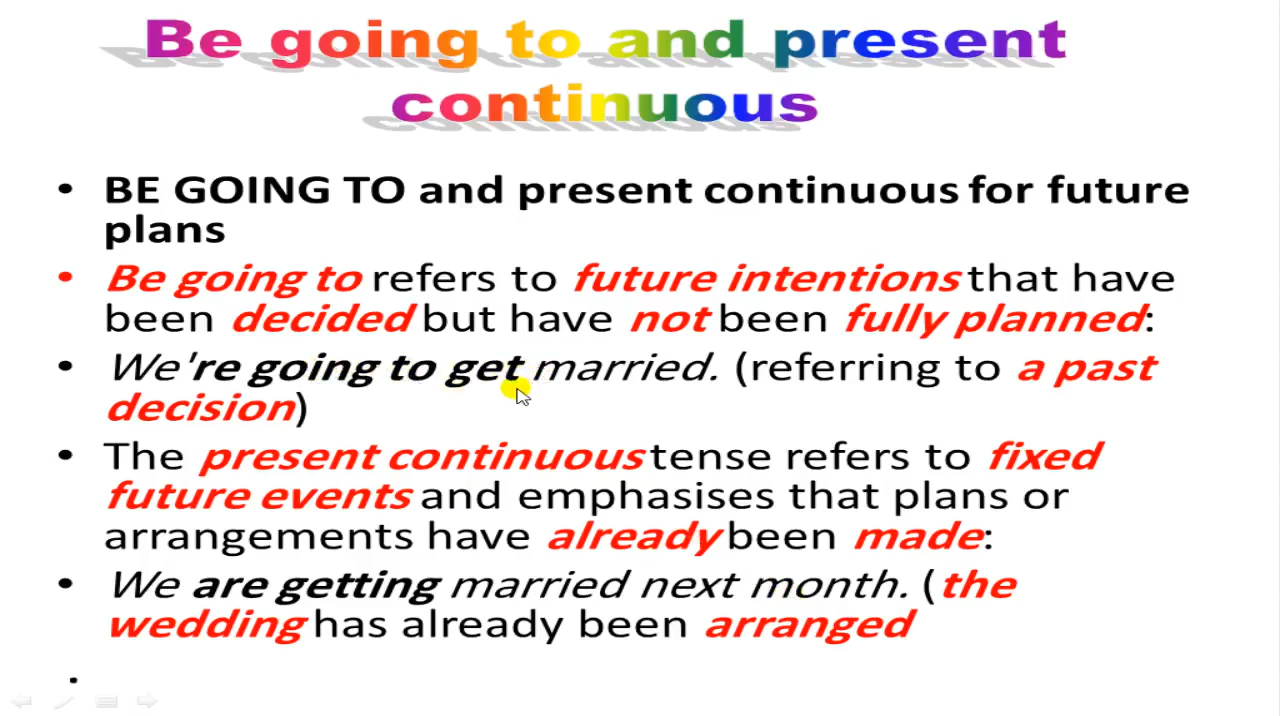 Be going to and present
continuous
• BE GOING TO and present continuous for future
plans
• Be going to refers to future intentions that have
been decided but have not been fully planned:
• We're going to get married. (referring to a past
decision)
• The present continuous tense refers to fixed
future events and emphasises that plans or
arrangements have already been made:
• We are getting married next month. (the
wedding has already been arranged
.